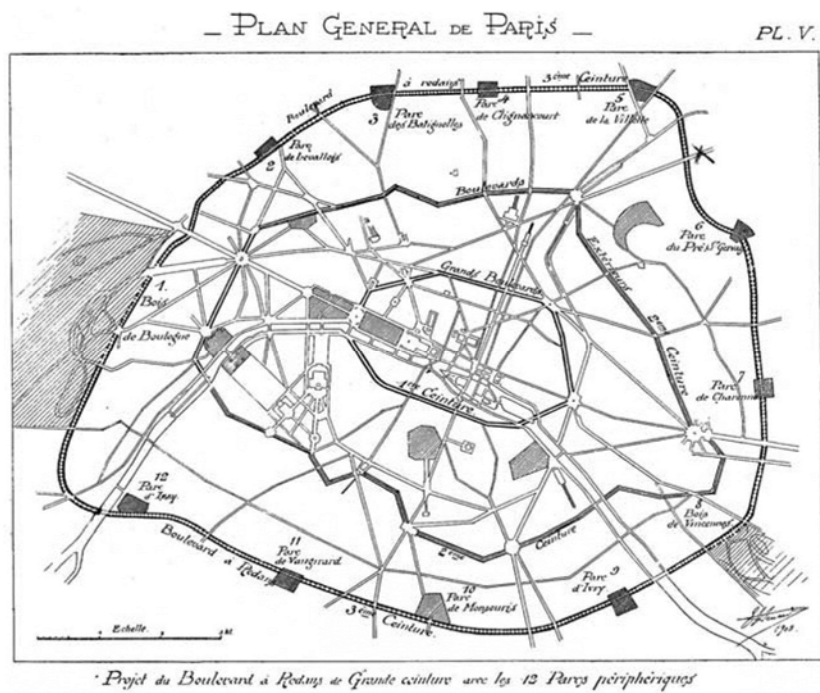 PLAN GENERAL DE PARIS
PL. V.
Boulevard à redans 3ème Ceinture
3
Parc
des Batignolles
4
Parc
de Clignancourt
5
Parc
de la Villette
2
Parc
de Levallois
6
Parc
du Pré St Gervais
1.
Bois
de Boulogne
Boulevards
Extérieurs
2ème
Ceinture
Grands Boulevards
1ère Ceinture
7
Parc
de Charonne
8
Bois
de Vincennes
12
Parc
d'Issy.
11
Parc
de Vaugirard
10
Parc
de Monsouris
9
Parc
d'Ivry
2ème Ceinture
Boulevard à Redans
3ème Ceinture.
Echelle.
1903.
Projet du Boulevard à Redans de Grande ceinture avec les 12 Parcs périphériques